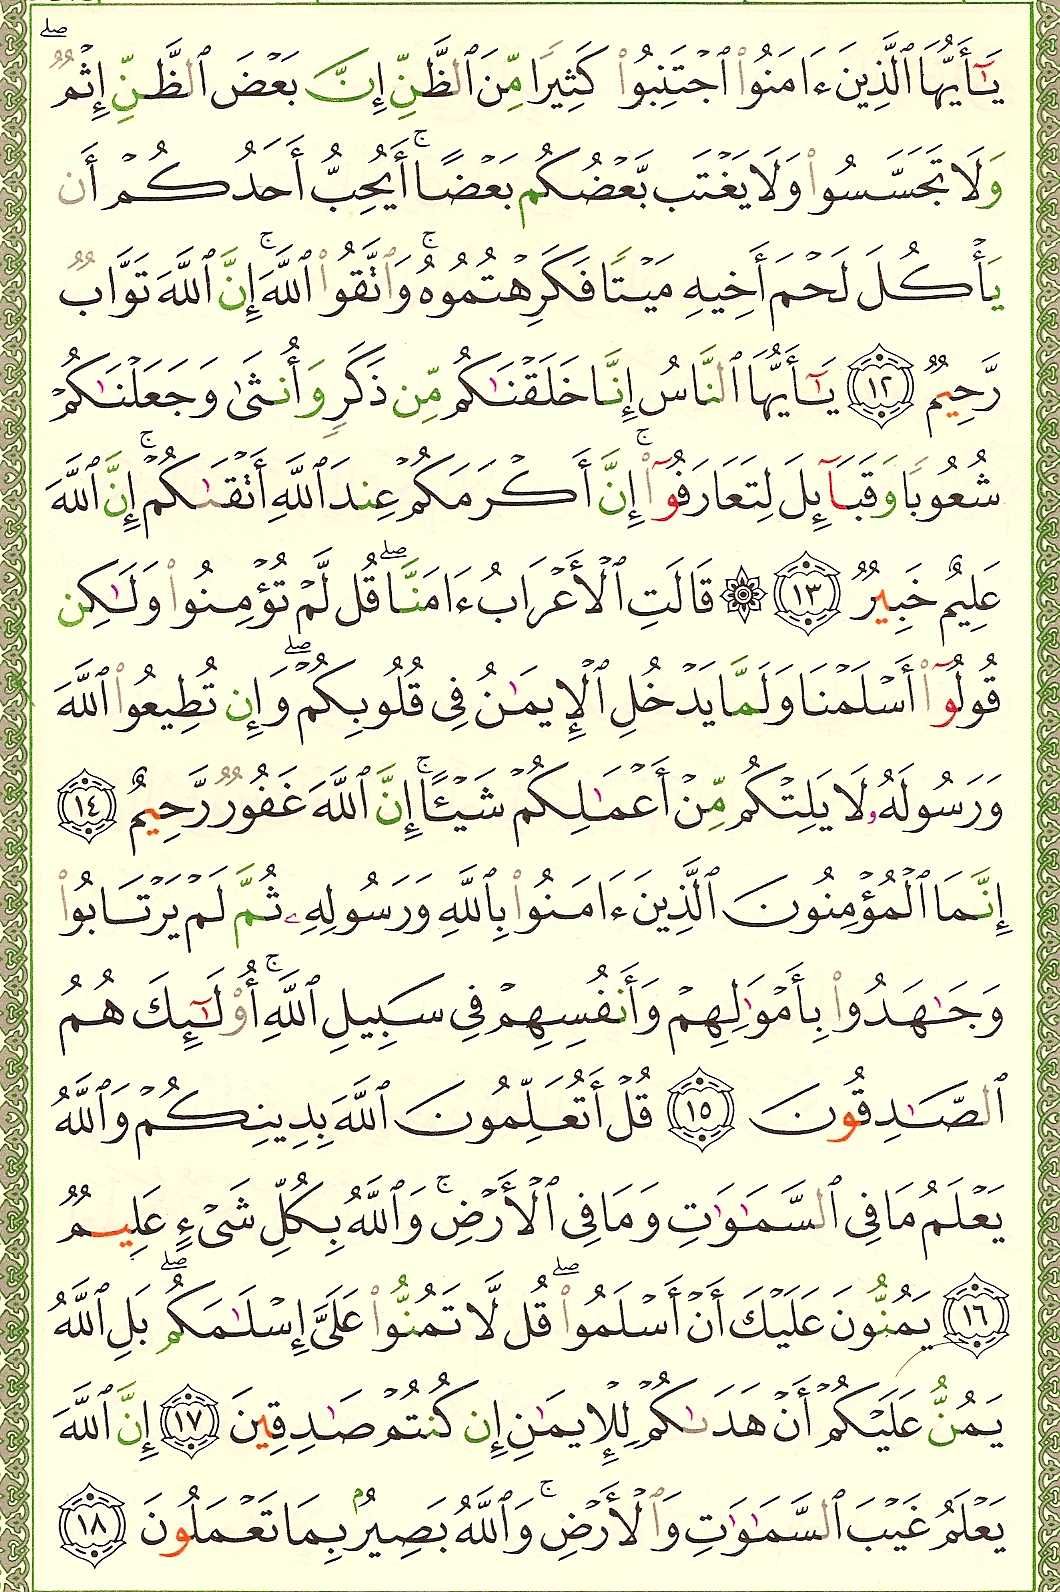 يَـٰٓأَيُّهَا ٱلَّذِينَ ءَامَنُوا۟ ٱجْتَنِبُوا۟ كَثِيرًا مِّنَ ٱلظَّنِّ إِنَّ بَعْضَ ٱلظَّنِّ إِثْمٌ ۖ
وَلَا تَجَسَّسُوا۟ وَلَا يَغْتَب بَّعْضُكُم بَعْضًا ۚ أَيُحِبُّ أَحَدُكُمْ أَن
يَأْكُلَ لَحْمَ أَخِيهِ مَيْتًا فَكَرِهْتُمُوهُ ۚ وَٱتَّقُوا۟ ٱللَّهَ ۚ إِنَّ ٱللَّهَ تَوَّابٌ
رَّحِيمٌ ١٢ يَـٰٓأَيُّهَا ٱلنَّاسُ إِنَّا خَلَقْنَـٰكُم مِّن ذَكَرٍ وَأُنثَىٰ وَجَعَلْنَـٰكُمْ
شُعُوبًا وَقَبَآئِلَ لِتَعَارَفُوٓا۟ ۚ إِنَّ أَكْرَمَكُمْ عِندَ ٱللَّهِ أَتْقَىٰكُمْ ۚ إِنَّ ٱللَّهَ
عَلِيمٌ خَبِيرٌ ١٣ ۞ قَالَتِ ٱلْأَعْرَابُ ءَامَنَّا ۖ قُل لَّمْ تُؤْمِنُوا۟ وَلَـٰكِن
قُولُوٓا۟ أَسْلَمْنَا وَلَمَّا يَدْخُلِ ٱلْإِيمَـٰنُ فِى قُلُوبِكُمْ ۖ وَإِن تُطِيعُوا۟ ٱللَّهَ
وَرَسُولَهُۥ لَا يَلِتْكُم مِّنْ أَعْمَـٰلِكُمْ شَيْـًٔا ۚ إِنَّ ٱللَّهَ غَفُورٌ رَّحِيمٌ ١٤
إِنَّمَا ٱلْمُؤْمِنُونَ ٱلَّذِينَ ءَامَنُوا۟ بِٱللَّهِ وَرَسُولِهِۦ ثُمَّ لَمْ يَرْتَابُوا۟
وَجَـٰهَدُوا۟ بِأَمْوَٰلِهِمْ وَأَنفُسِهِمْ فِى سَبِيلِ ٱللَّهِ ۚ أُو۟لَـٰٓئِكَ هُمُ
ٱلصَّـٰدِقُونَ ١٥ قُلْ أَتُعَلِّمُونَ ٱللَّهَ بِدِينِكُمْ وَٱللَّهُ
يَعْلَمُ مَا فِى ٱلسَّمَـٰوَٰتِ وَمَا فِى ٱلْأَرْضِ ۚ وَٱللَّهُ بِكُلِّ شَىْءٍ عَلِيمٌ
١٦ يَمُنُّونَ عَلَيْكَ أَنْ أَسْلَمُوا۟ ۖ قُل لَّا تَمُنُّوا۟ عَلَىَّ إِسْلَـٰمَكُم ۖ بَلِ ٱللَّهُ
يَمُنُّ عَلَيْكُمْ أَنْ هَدَىٰكُمْ لِلْإِيمَـٰنِ إِن كُنتُمْ صَـٰدِقِينَ ١٧ إِنَّ ٱللَّهَ
يَعْلَمُ غَيْبَ ٱلسَّمَـٰوَٰتِ وَٱلْأَرْضِ ۚ وَٱللَّهُ بَصِيرٌۢ بِمَا تَعْمَلُونَ ١٨